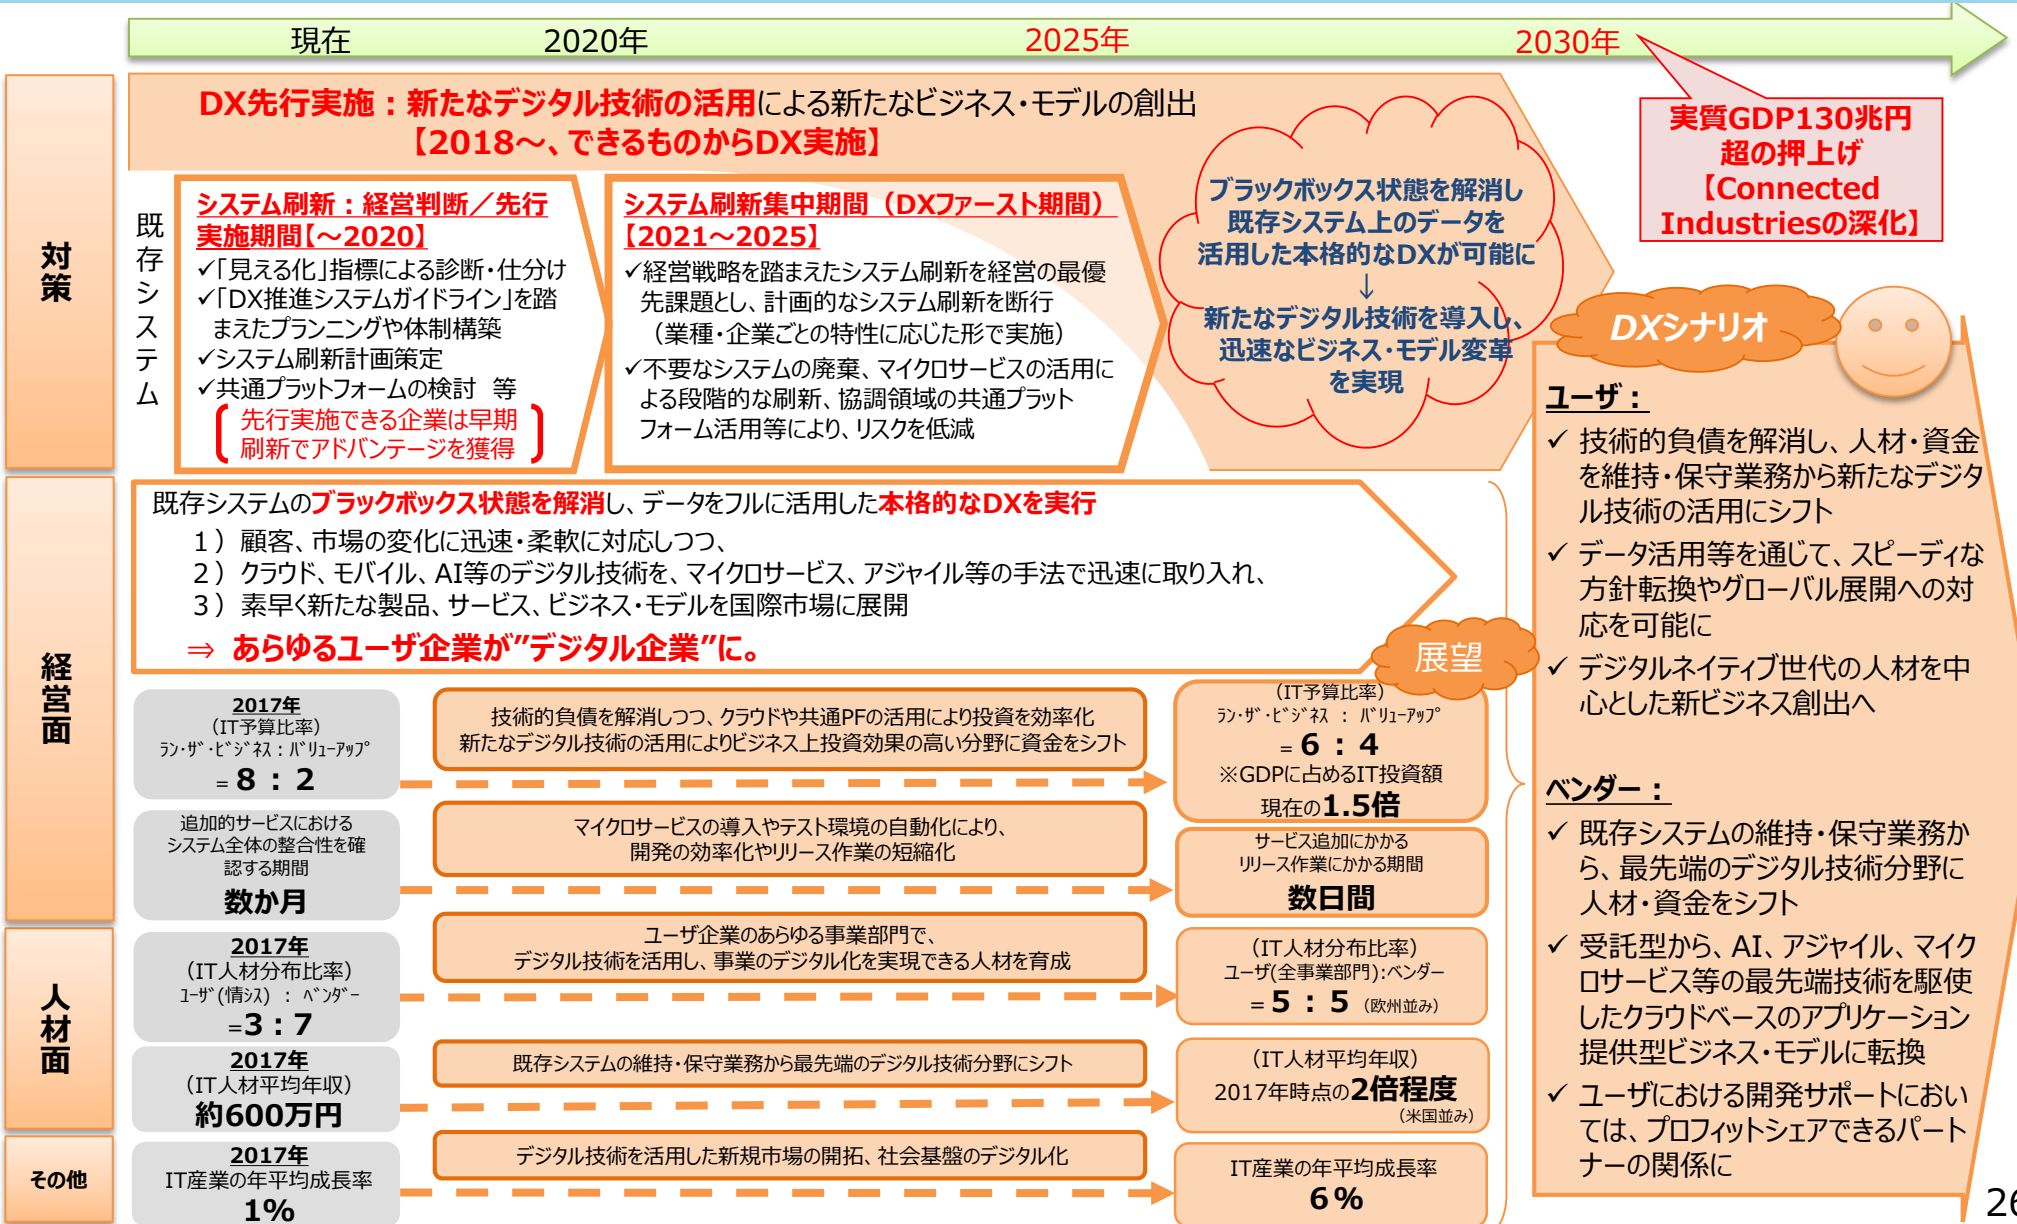 現在
2020年
2025年
2030年
実質GDP130兆円
超の押上げ
【Connected
Industriesの深化】
対策
DX先行実施：新たなデジタル技術の活用による新たなビジネス・モデルの創出
【2018～、できるものからDX実施】
既存システム
システム刷新：経営判断／先行
実施期間【～2020】
✓「見える化」指標による診断・仕分け
✓「DX推進システムガイドライン」を踏
まえたプランニングや体制構築
✓システム刷新計画策定
✓共通プラットフォームの検討　等
先行実施できる企業は早期
刷新でアドバンテージを獲得
システム刷新集中期間（DXファースト期間）
【2021～2025】
✓経営戦略を踏まえたシステム刷新を経営の最優
先課題とし、計画的なシステム刷新を断行
（業種・企業ごとの特性に応じた形で実施）
✓不要なシステムの廃棄、マイクロサービスの活用に
よる段階的な刷新、協調領域の共通プラット
フォーム活用等により、リスクを低減
ブラックボックス状態を解消し
既存システム上のデータを
活用した本格的なDXが可能に
↓
新たなデジタル技術を導入し、
迅速なビジネス・モデル変革
を実現
経営面
既存システムのブラックボックス状態を解消し、データをフルに活用した本格的なDXを実行
１）顧客、市場の変化に迅速・柔軟に対応しつつ、
２）クラウド、モバイル、AI等のデジタル技術を、マイクロサービス、アジャイル等の手法で迅速に取り入れ、
３）素早く新たな製品、サービス、ビジネス・モデルを国際市場に展開
⇒ あらゆるユーザ企業が”デジタル企業”に。
展望
2017年
（IT予算比率）
ﾗﾝ・ｻﾞ・ﾋﾞｼﾞﾈｽ：ﾊﾞﾘｭｰｱｯﾌﾟ
= 8 : 2
技術的負債を解消しつつ、クラウドや共通PFの活用により投資を効率化
新たなデジタル技術の活用によりビジネス上投資効果の高い分野に資金をシフト
（IT予算比率）
ﾗﾝ・ｻﾞ・ﾋﾞｼﾞﾈｽ ： ﾊﾞﾘｭｰｱｯﾌﾟ
= 6 : 4
※GDPに占めるIT投資額
現在の1.5倍
追加的サービスにおける
システム全体の整合性を確
認する期間
数か月
マイクロサービスの導入やテスト環境の自動化により、
開発の効率化やリリース作業の短縮化
サービス追加にかかる
リリース作業にかかる期間
数日間
人材面
2017年
（IT人材分布比率）
ﾕｰｻﾞ(情ｼｽ) ： ﾍﾞﾝﾀﾞｰ
=3：7
ユーザ企業のあらゆる事業部門で、
デジタル技術を活用し、事業のデジタル化を実現できる人材を育成
（IT人材分布比率）
ユーザ(全事業部門):ベンダー
= 5 : 5（欧州並み）
2017年
（IT人材平均年収）
約600万円
既存システムの維持・保守業務から最先端のデジタル技術分野にシフト
（IT人材平均年収）
2017年時点の2倍程度
（米国並み）
その他
2017年
IT産業の年平均成長率
1%
デジタル技術を活用した新規市場の開拓、社会基盤のデジタル化
IT産業の年平均成長率
6％
DXシナリオ
ユーザ：
✓ 技術的負債を解消し、人材・資金
を維持・保守業務から新たなデジタ
ル技術の活用にシフト
✓ データ活用等を通じて、スピーディな
方針転換やグローバル展開への対
応を可能に
✓ デジタルネイティブ世代の人材を中
心とした新ビジネス創出へ
ベンダー：
✓ 既存システムの維持・保守業務か
ら、最先端のデジタル技術分野に
人材・資金をシフト
✓ 受託型から、AI、アジャイル、マイク
ロサービス等の最先端技術を駆使
したクラウドベースのアプリケーション
提供型ビジネス・モデルに転換
✓ ユーザにおける開発サポートにおい
ては、プロフィットシェアできるパート
ナーの関係に
26